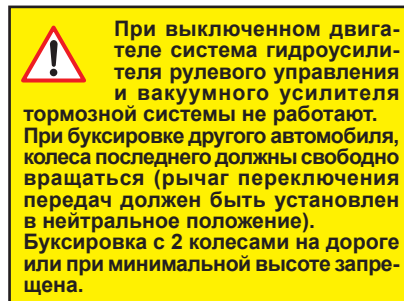 При выключенном двига-
теле система гидроусили-
теля рулевого управления
и вакуумного усилителя
тормозной системы не работают.
При буксировке другого автомобиля,
колеса последнего должны свободно
вращаться (рычаг переключения
передач должен быть установлен
в нейтральное положение).
Буксировка с 2 колесами на дороге
или при минимальной высоте запре-
щена.